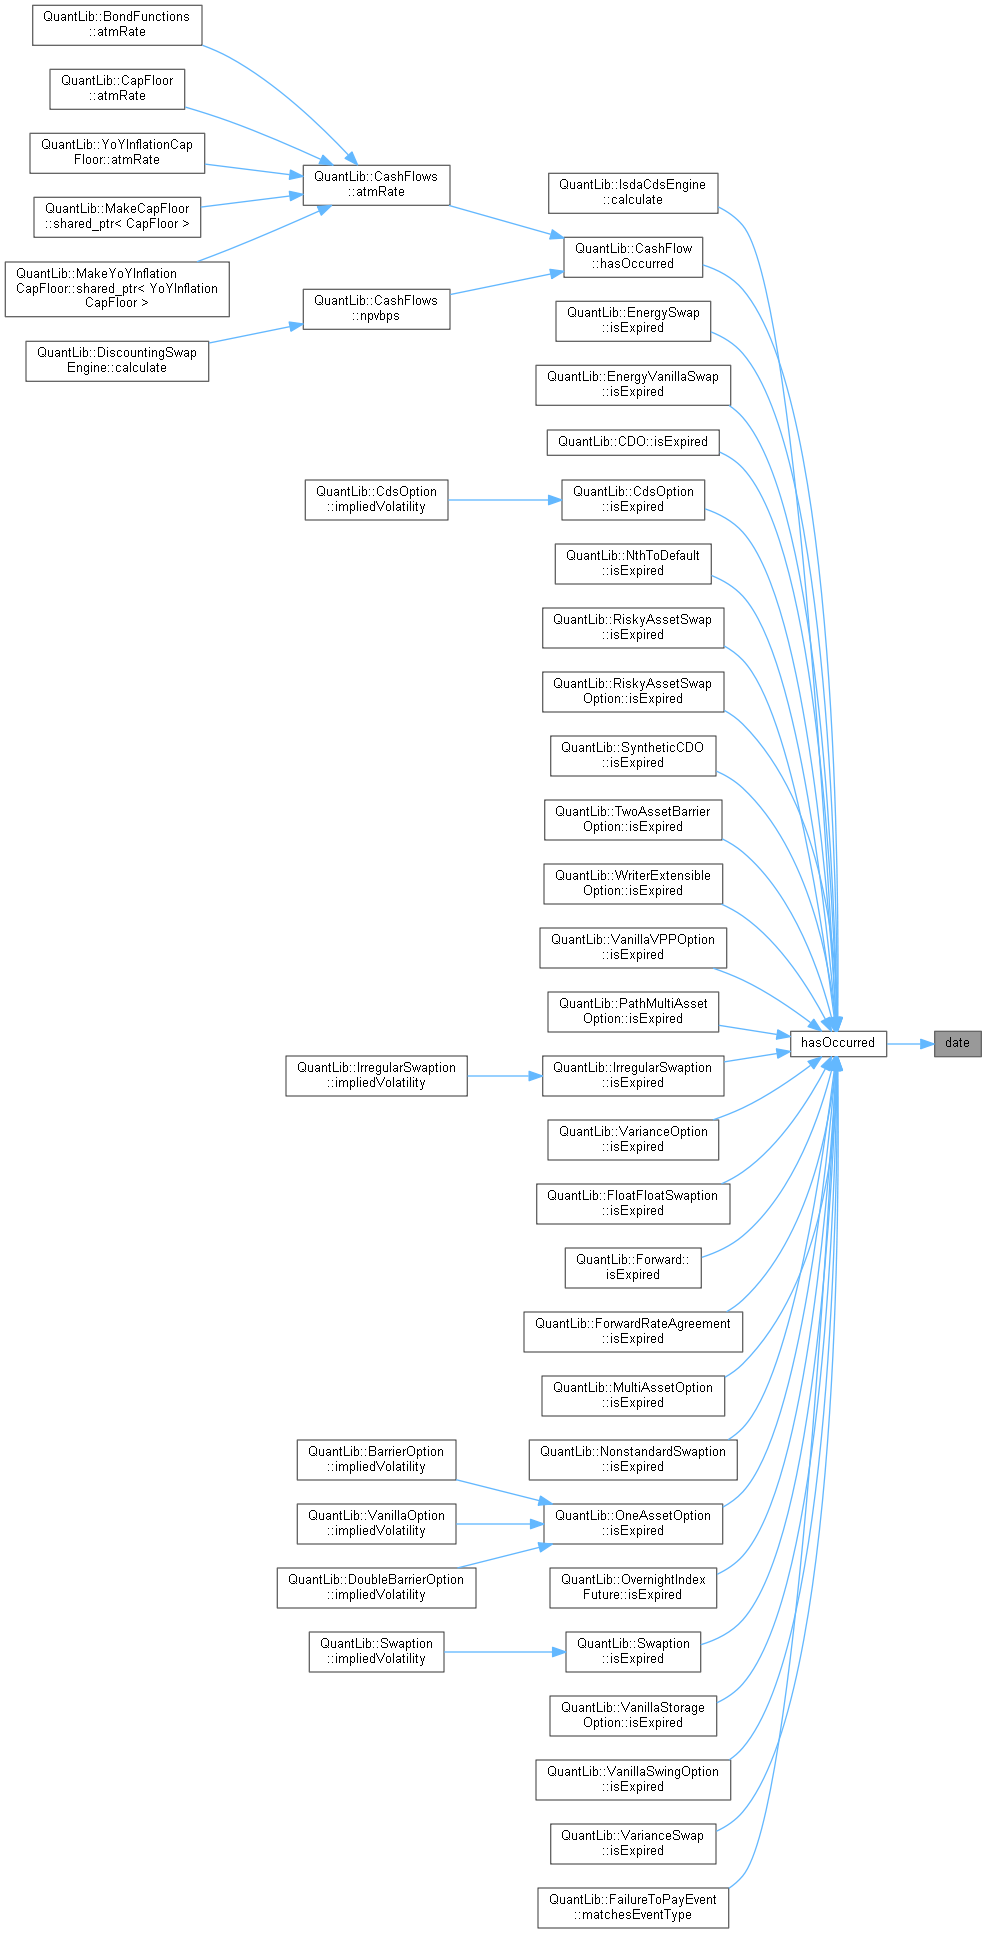 QuantLib::BondFunctions
::atmRate
QuantLib::CapFloor
::atmRate
QuantLib::YoYInflationCap
Floor::atmRate
QuantLib::MakeCapFloor
::shared_ptr< CapFloor >
QuantLib::MakeYoYInflation
CapFloor::shared_ptr< YoYInflation
CapFloor >
QuantLib::DiscountingSwap
Engine::calculate
QuantLib::CashFlows
::atmRate
QuantLib::CashFlows
::npvbps
QuantLib::CdsOption
::impliedVolatility
QuantLib::IrregularSwaption
::impliedVolatility
QuantLib::BarrierOption
::impliedVolatility
QuantLib::VanillaOption
::impliedVolatility
QuantLib::DoubleBarrierOption
::impliedVolatility
QuantLib::Swaption
::impliedVolatility
QuantLib::IsdaCdsEngine
::calculate
QuantLib::CashFlow
::hasOccurred
QuantLib::EnergySwap
::isExpired
QuantLib::EnergyVanillaSwap
::isExpired
QuantLib::CDO::isExpired
QuantLib::CdsOption
::isExpired
QuantLib::NthToDefault
::isExpired
QuantLib::RiskyAssetSwap
::isExpired
QuantLib::RiskyAssetSwap
Option::isExpired
QuantLib::SyntheticCDO
::isExpired
QuantLib::TwoAssetBarrier
Option::isExpired
QuantLib::WriterExtensible
Option::isExpired
QuantLib::VanillaVPPOption
::isExpired
QuantLib::PathMultiAsset
Option::isExpired
QuantLib::IrregularSwaption
::isExpired
QuantLib::VarianceOption
::isExpired
QuantLib::FloatFloatSwaption
::isExpired
QuantLib::Forward::
isExpired
QuantLib::ForwardRateAgreement
::isExpired
QuantLib::MultiAssetOption
::isExpired
QuantLib::NonstandardSwaption
::isExpired
QuantLib::OneAssetOption
::isExpired
QuantLib::OvernightIndex
Future::isExpired
QuantLib::Swaption
::isExpired
QuantLib::VanillaStorage
Option::isExpired
QuantLib::VanillaSwingOption
::isExpired
QuantLib::VarianceSwap
::isExpired
QuantLib::FailureToPayEvent
::matchesEventType
hasOccurred
date